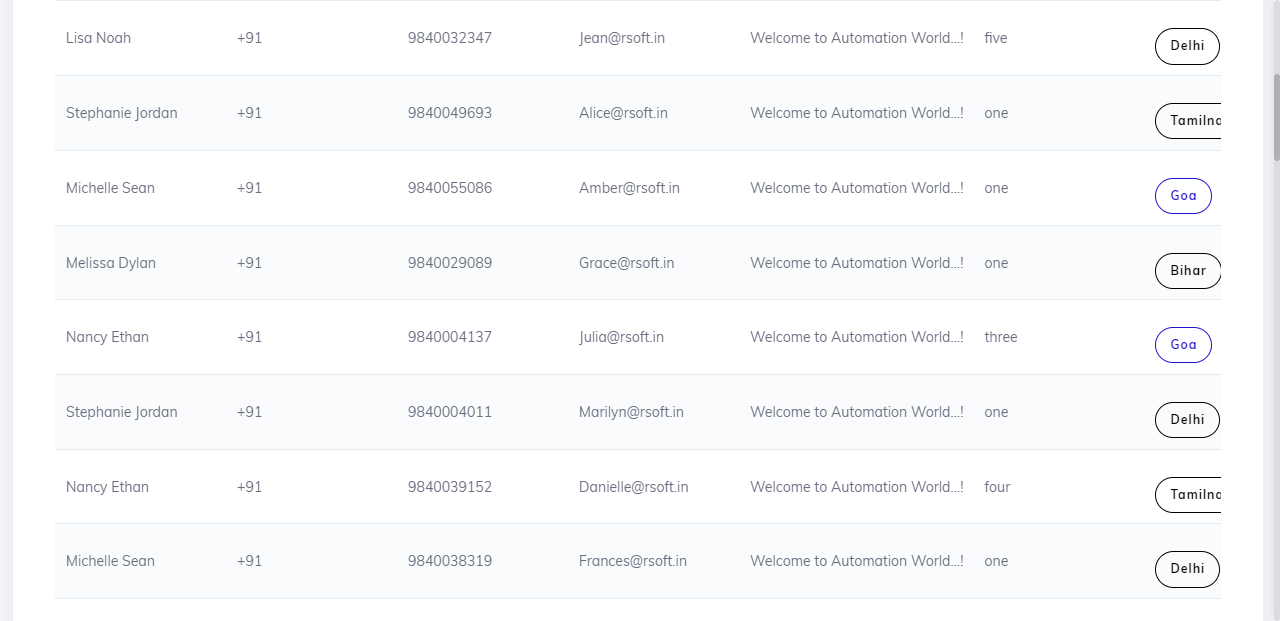 Lisa Noah +91 9840032347 Jean@rsoft.in Welcome to Automation World...! five Delhi
Stephanie Jordan +91 9840049693 Alice@rsoft.in Welcome to Automation World...! one
Michelle Sean +91 9840055086 Amber@rsoft.in Welcome to Automation World...! one Goa
Melissa Dylan +91 9840029089 Grace@rsoft.in Welcome to Automation World...! one Bihar
Nancy Ethan +91 9840004137 Julia@rsoft.in Welcome to Automation World...! three Goa
Stephanie Jordan +91 9840004011 Marilyn@rsoft.in Welcome to Automation World...! one Delhi
Nancy Ethan +91 9840039152 Danielle@rsoft.in Welcome to Automation World...! four
Michelle Sean +91 9840038319 Frances@rsoft.in Welcome to Automation World...! one Delhi